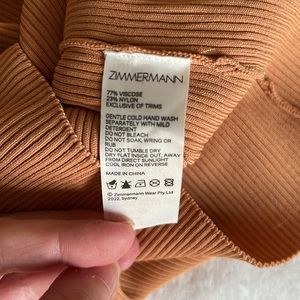 ZIMMERMANN
77% VISCOSE
23% NYLON
EXCLUSIVE OF TRIMS
GENTLE COLD HAND WASH
SEPARATELY WITH MILD
DETERGENT
DO NOT BLEACH
DO NOT SOAK, WRING OR
RUB
DO NOT TUMBLE DRY
DRY FLAT INSIDE OUT, AWAY
FROM DIRECT SUNLIGHT
COOL IRON ON REVERSE
MADE IN CHINA
© Zimmermann Wear Pty Ltd
2022, Sydney